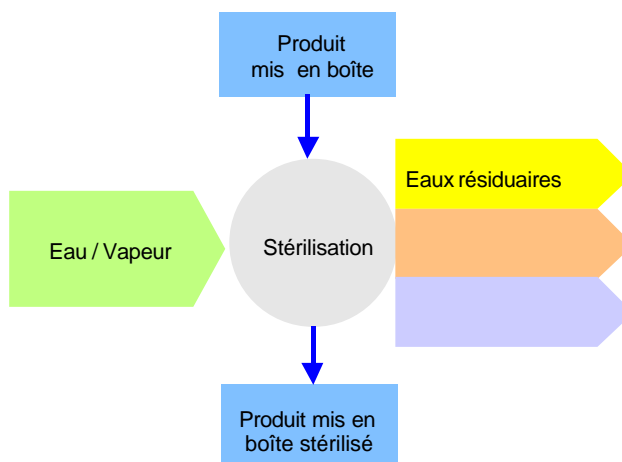 Produit
mis en boîte
Eaux résiduaires
Eau / Vapeur
Stérilisation
Produit mis en
boîte stérilisé